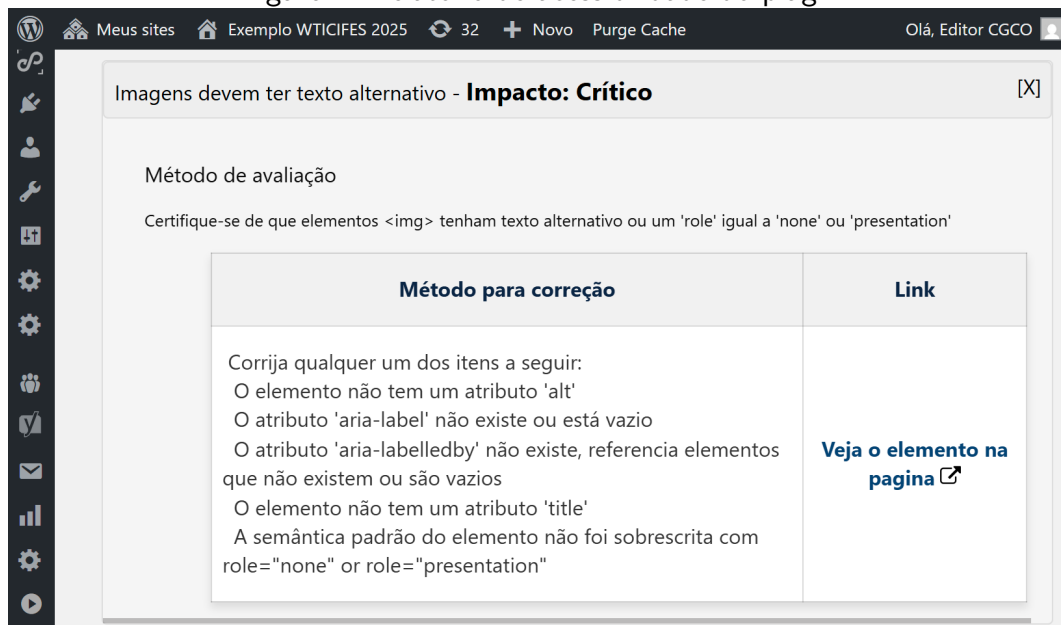 Meus sites Exemplo WTICIFES 2025 32 Novo Purge Cache Olá, Editor CGCO
Imagens devem ter texto alternativo - Impacto: Crítico [X]
Método de avaliação
Certifique-se de que elementos <img> tenham texto alternativo ou um 'role' igual a 'none' ou 'presentation'
Método para correção Link
Corrija qualquer um dos itens a seguir:
O elemento não tem um atributo 'alt'
O atributo 'aria-label' não existe ou está vazio
O atributo 'aria-labelledby' não existe, referencia elementos
que não existem ou são vazios
O elemento não tem um atributo 'title'
A semântica padrão do elemento não foi sobrescrita com
role="none" or role="presentation"
Veja o elemento na
pagina